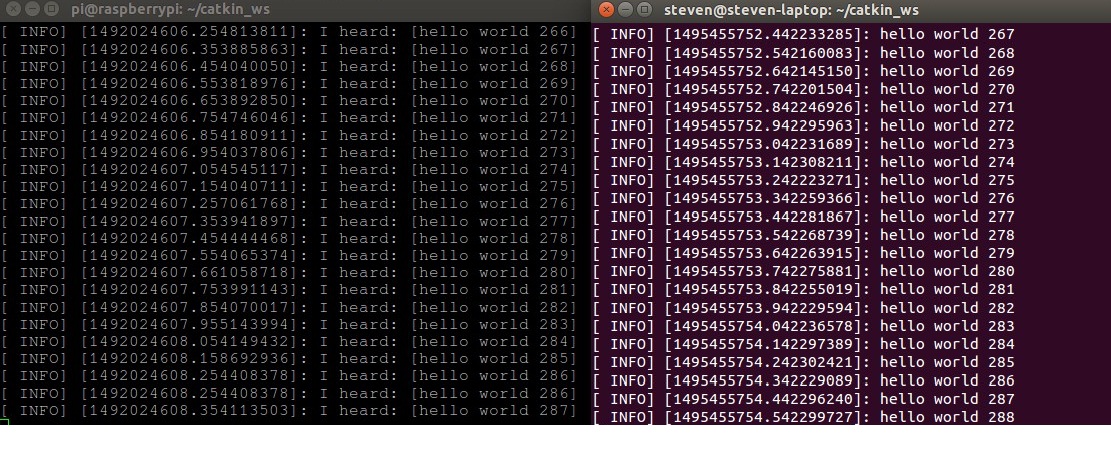 pi@raspberrypi: ~/catkin_ws
[ INFO] [1492024606.254813811]: I heard: [hello world 266]
[ INFO] [1492024606.353885863]: I heard: [hello world 267]
[ INFO] [1492024606.454040050]: I heard: [hello world 268]
[ INFO] [1492024606.553818976]: I heard: [hello world 269]
[ INFO] [1492024606.653892850]: I heard: [hello world 270]
[ INFO] [1492024606.754746046]: I heard: [hello world 271]
[ INFO] [1492024606.854180911]: I heard: [hello world 272]
[ INFO] [1492024606.954037806]: I heard: [hello world 273]
[ INFO] [1492024607.054545117]: I heard: [hello world 274]
[ INFO] [1492024607.154040711]: I heard: [hello world 275]
[ INFO] [1492024607.257061768]: I heard: [hello world 276]
[ INFO] [1492024607.353941897]: I heard: [hello world 277]
[ INFO] [1492024607.454444468]: I heard: [hello world 278]
[ INFO] [1492024607.554065374]: I heard: [hello world 279]
[ INFO] [1492024607.661058718]: I heard: [hello world 280]
[ INFO] [1492024607.753991143]: I heard: [hello world 281]
[ INFO] [1492024607.854070017]: I heard: [hello world 282]
[ INFO] [1492024607.955143994]: I heard: [hello world 283]
[ INFO] [1492024608.054149432]: I heard: [hello world 284]
[ INFO] [1492024608.158692936]: I heard: [hello world 285]
[ INFO] [1492024608.254408378]: I heard: [hello world 286]
[ INFO] [1492024608.254408378]: I heard: [hello world 286]
[ INFO] [1492024608.354113503]: I heard: [hello world 287]
steven@steven-laptop: ~/catkin_ws
[ INFO] [1495455752.442233285]: hello world 267
[ INFO] [1495455752.542160083]: hello world 268
[ INFO] [1495455752.642145150]: hello world 269
[ INFO] [1495455752.742201504]: hello world 270
[ INFO] [1495455752.842246926]: hello world 271
[ INFO] [1495455752.942295963]: hello world 272
[ INFO] [1495455753.042231689]: hello world 273
[ INFO] [1495455753.142308211]: hello world 274
[ INFO] [1495455753.242223271]: hello world 275
[ INFO] [1495455753.342259366]: hello world 276
[ INFO] [1495455753.442281867]: hello world 277
[ INFO] [1495455753.542268739]: hello world 278
[ INFO] [1495455753.642263915]: hello world 279
[ INFO] [1495455753.742275881]: hello world 280
[ INFO] [1495455753.842255019]: hello world 281
[ INFO] [1495455753.942229594]: hello world 282
[ INFO] [1495455754.042236578]: hello world 283
[ INFO] [1495455754.142297389]: hello world 284
[ INFO] [1495455754.242302421]: hello world 285
[ INFO] [1495455754.342229089]: hello world 286
[ INFO] [1495455754.442296240]: hello world 287
[ INFO] [1495455754.542299727]: hello world 288